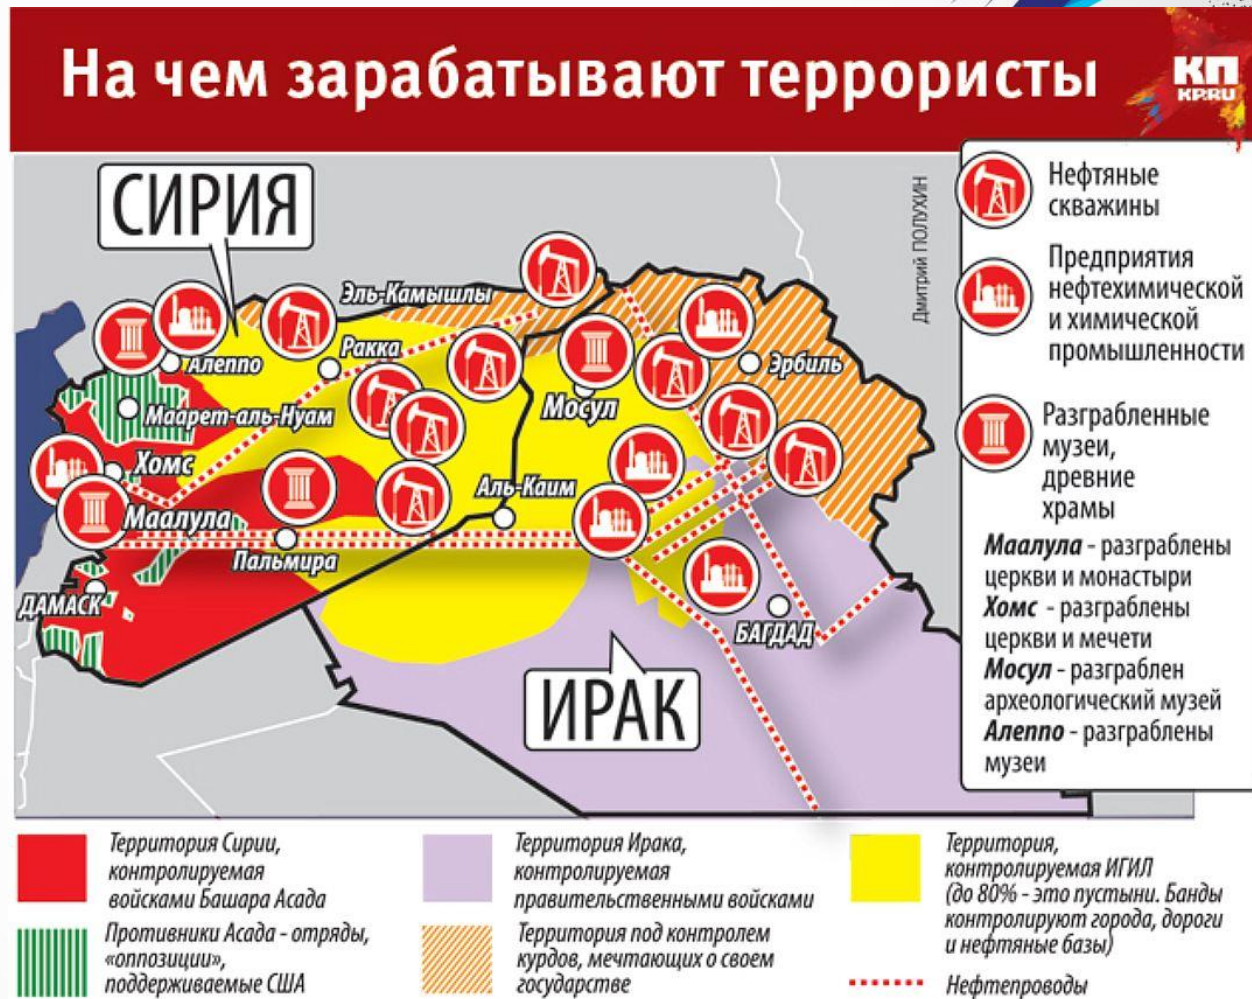 На чем зарабатывают террористы
КП
KP.RU
СИРИЯ
Эль-Камышлы
Алеппо
Ракка
Эрбиль
Маарет-аль-Нуам
Мосул
Хомс
Аль-Каим
Маалула
Пальмира
ДАМАСК
БАГДАД
ИРАК
Дмитрий ПОЛУХИН
Нефтяные
скважины
Предприятия
нефтехимической
и химической
промышленности
Разграбленные
музеи,
древние
храмы
Маалула - разграблены
церкви и монастыри
Хомс - разграблены
церкви и мечети
Мосул - разграблен
археологический музей
Алеппо - разграблены
музеи
Территория Сирии,
контролируемая
войсками Башара Асада
Противники Асада - отряды,
«оппозиции»,
поддерживаемые США
Территория Ирака,
контролируемая
правительственными войсками
Территория под контролем
курдов, мечтающих о своем
государстве
Территория,
контролируемая ИГИЛ
(до 80% - это пустыни. Банды
контролируют города, дороги
и нефтяные базы)
Нефтепроводы